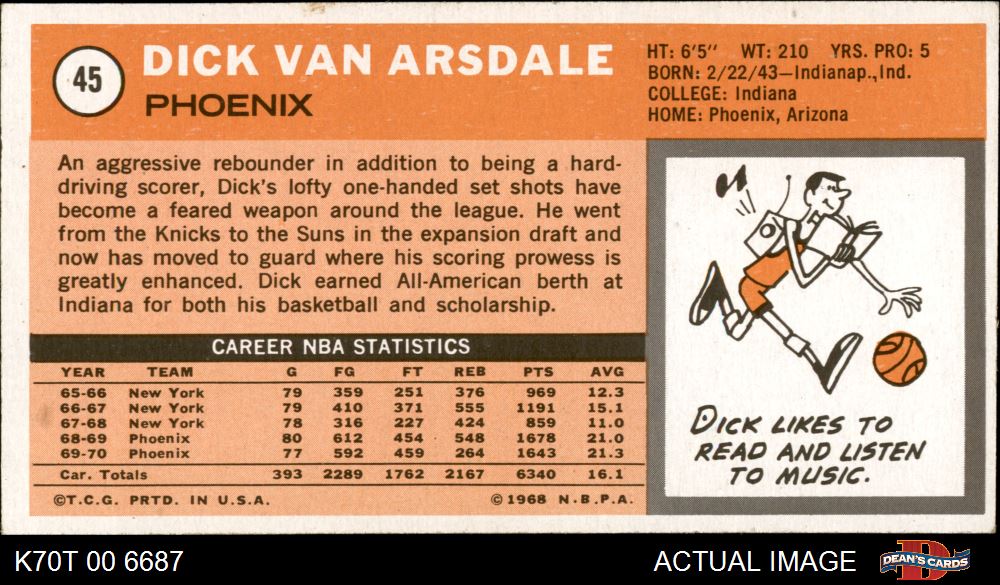 45
DICK VAN ARSDALE
PHOENIX
HT: 6'5" WT: 210 YRS. PRO: 5
BORN: 2/22/43—Indianap., Ind.
COLLEGE: Indiana
HOME: Phoenix, Arizona
An aggressive rebounder in addition to being a hard-
driving scorer, Dick's lofty one-handed set shots have
become a feared weapon around the league. He went
from the Knicks to the Suns in the expansion draft and
now has moved to guard where his scoring prowess is
greatly enhanced. Dick earned All-American berth at
Indiana for both his basketball and scholarship.
CAREER NBA STATISTICS
YEAR TEAM G FG FT REB PTS AVG
65-66 New York 79 359 251 376 969 12.3
66-67 New York 79 410 371 555 1191 15.1
67-68 New York 78 316 227 424 859 11.0
68-69 Phoenix 80 612 454 548 1678 21.0
69-70 Phoenix 77 592 459 264 1643 21.3
Car. Totals 393 2289 1762 2167 6340 16.1
©T.C.G. PRTD. IN U.S.A. ©1968 N.B.P.A.
DICK LIKES TO
READ AND LISTEN
TO MUSIC.
K70T 00 6687 ACTUAL IMAGE
D
DEAN'S CARDS